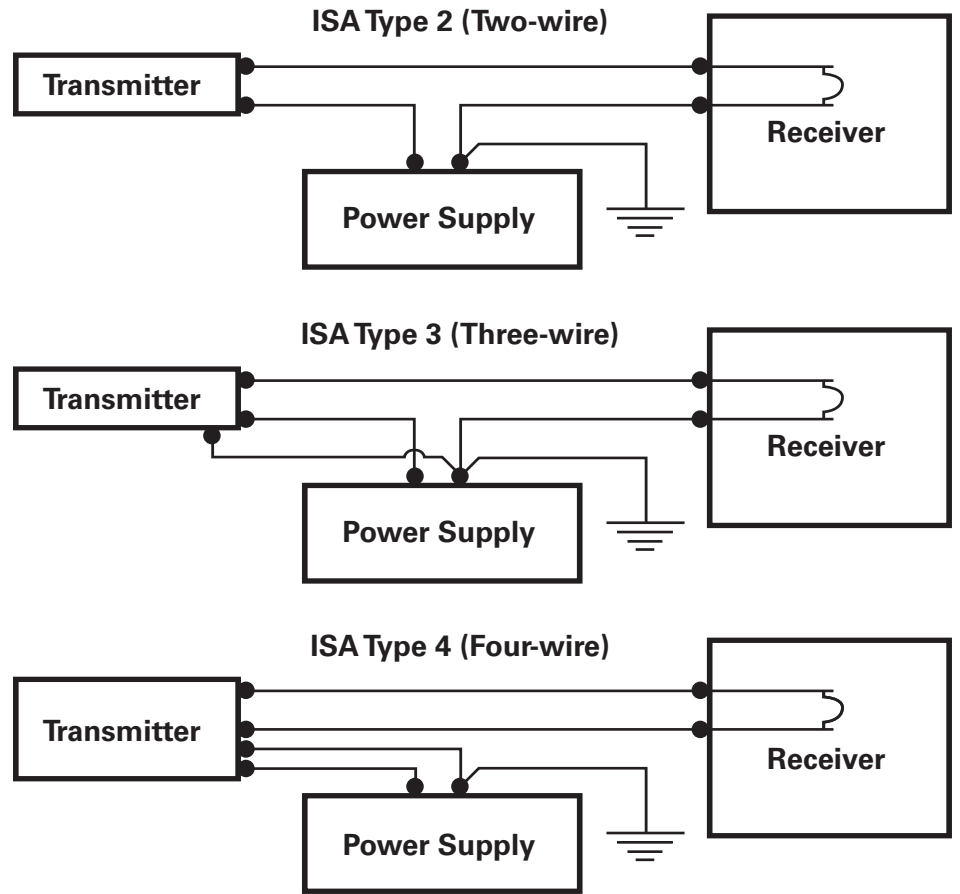 ISA Type 2 (Two-wire)
Transmitter
Receiver
Power Supply
ISA Type 3 (Three-wire)
Transmitter
Receiver
Power Supply
ISA Type 4 (Four-wire)
Transmitter
Receiver
Power Supply